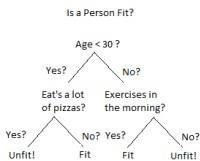 Is a Person Fit?
Age < 30 ?
Yes? No?
Eat's a lot Exercises in
of pizzas? the morning?
Yes? No? Yes? No?
Unfit! Fit Fit Unfit!